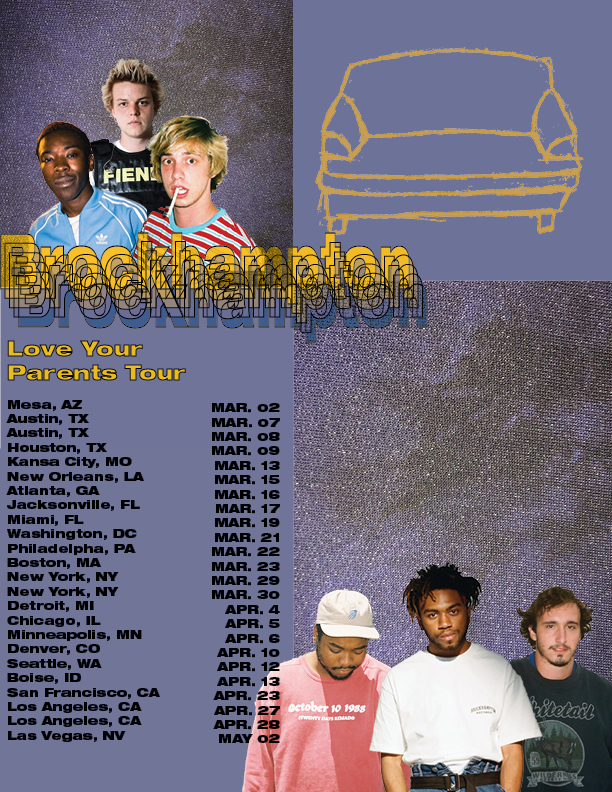 FIEN
adidas
Brockhampton
Love Your
Parents Tour
Mesa, AZ MAR. 02
Austin, TX MAR. 07
Austin, TX MAR. 08
Houston, TX MAR. 09
Kansa City, MO MAR. 13
New Orleans, LA MAR. 15
Atlanta, GA MAR. 16
Jacksonville, FL MAR. 17
Miami, FL MAR. 19
Washington, DC MAR. 21
Philadelpha, PA MAR. 22
Boston, MA MAR. 23
New York, NY MAR. 29
New York, NY MAR. 30
Detroit, MI APR. 4
Chicago, IL APR. 5
Minneapolis, MN APR. 6
Denver, CO APR. 10
Seattle, WA APR. 12
Boise, ID APR. 13
San Francisco, CA APR. 23
Los Angeles, CA APR. 27
Los Angeles, CA APR. 28
Las Vegas, NV MAY 02
October 10 1988
hitetail